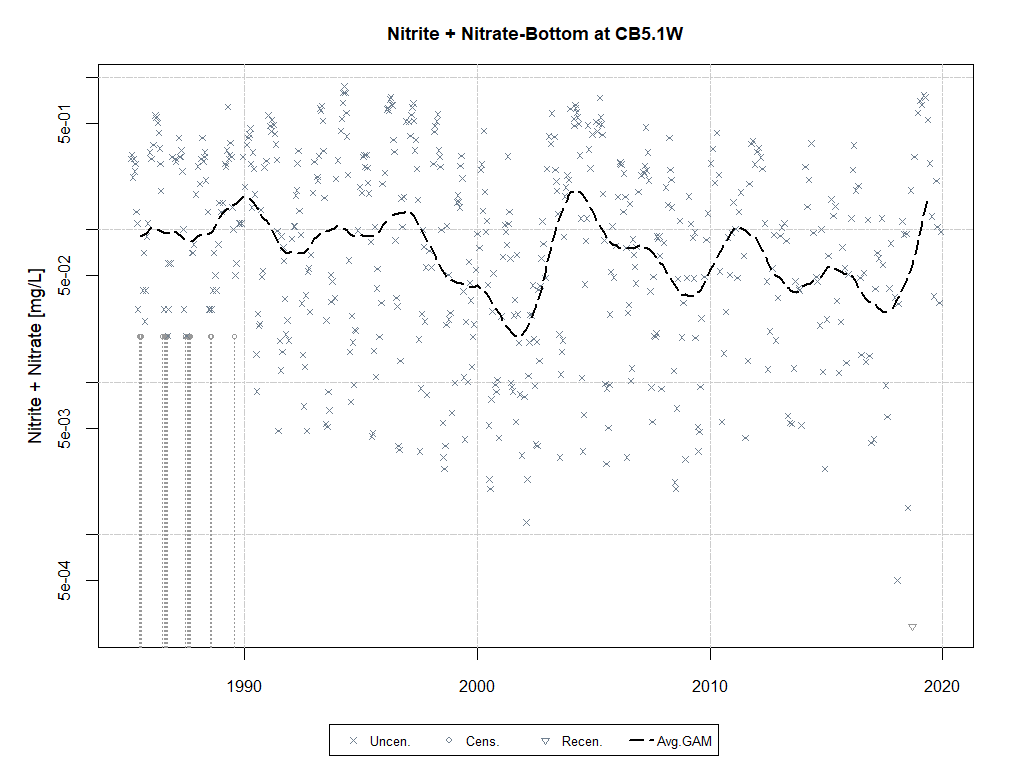 Nitrite + Nitrate-Bottom at CB5.1W
Nitrite + Nitrate [mg/L]
5e-01
5e-02
5e-03
5e-04
1990 2000 2010 2020
Uncen. Cens. Recen. Avg.GAM